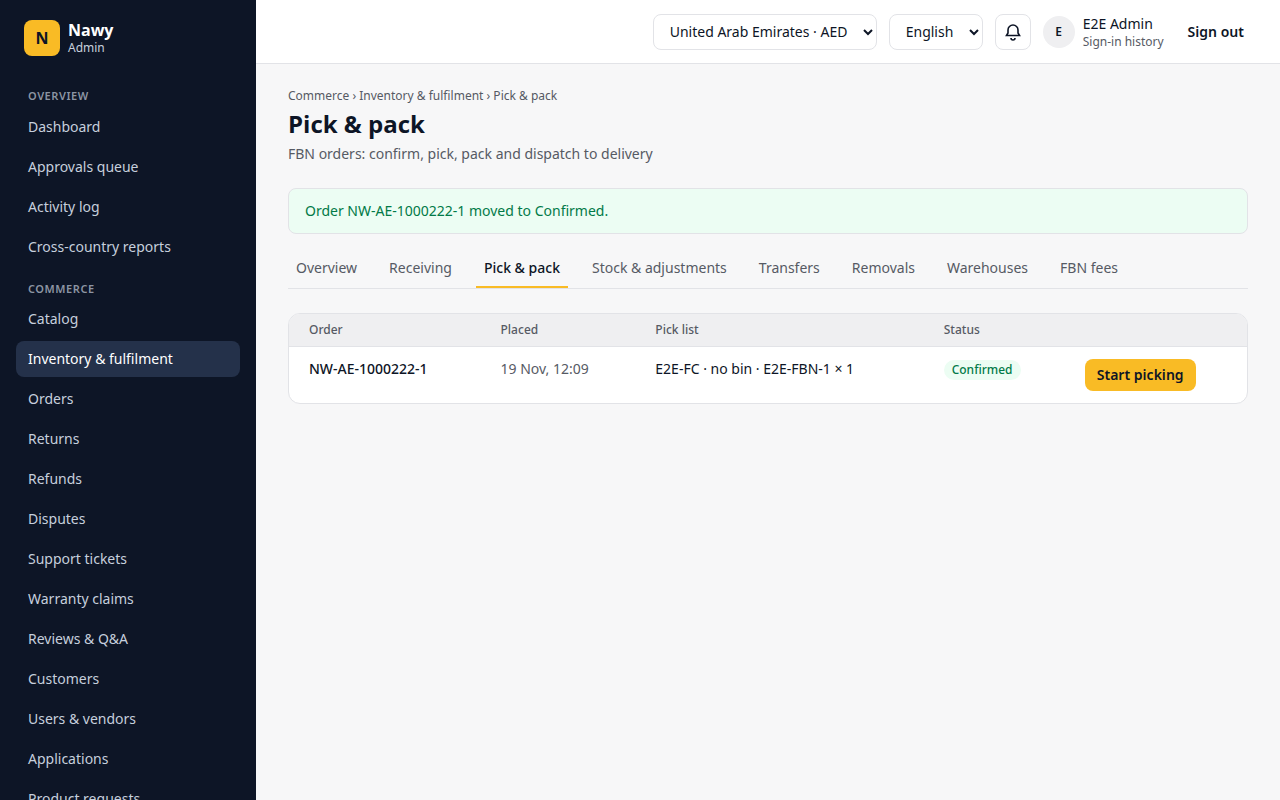 N
Nawy
Admin
OVERVIEW
Dashboard
Approvals queue
Activity log
Cross-country reports
COMMERCE
Catalog
Inventory & fulfilment
Orders
Returns
Refunds
Disputes
Support tickets
Warranty claims
Reviews & Q&A
Customers
Users & vendors
Applications
Product requests
United Arab Emirates · AED
English
E
E2E Admin
Sign-in history
Sign out
Commerce › Inventory & fulfilment › Pick & pack
Pick & pack
FBN orders: confirm, pick, pack and dispatch to delivery
Order NW-AE-1000222-1 moved to Confirmed.
Overview Receiving Pick & pack Stock & adjustments Transfers Removals Warehouses FBN fees
Order Placed Pick list Status
NW-AE-1000222-1 19 Nov, 12:09 E2E-FC · no bin · E2E-FBN-1 × 1 Confirmed Start picking